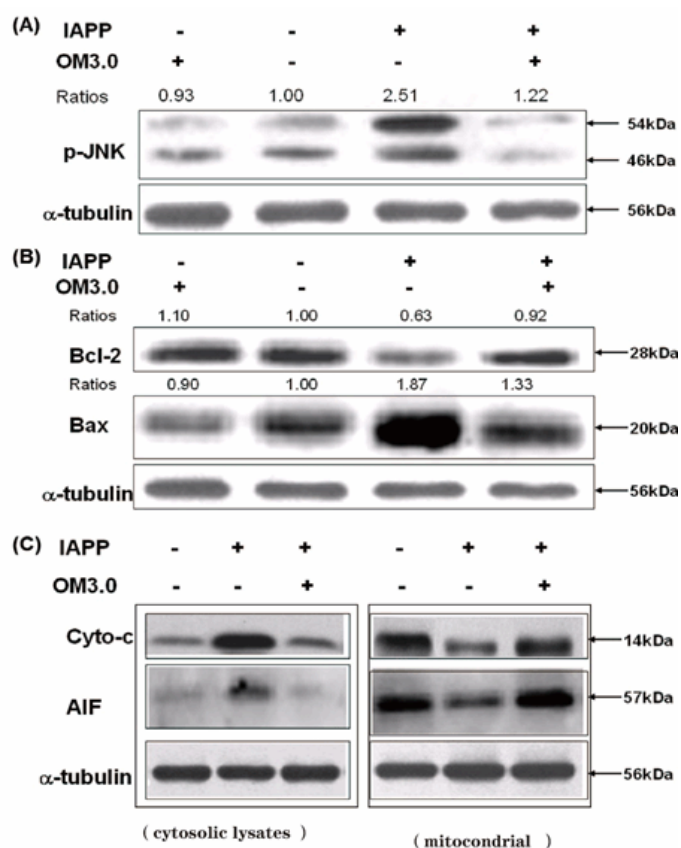 (A) IAPP - - + +
OM3.0 + - - +
Ratios 0.93 1.00 2.51 1.22
54kDa
p-JNK 46kDa
α-tubulin 56kDa
(B) IAPP - - + +
OM3.0 + - - +
Ratios 1.10 1.00 0.63 0.92
Bcl-2 28kDa
Ratios 0.90 1.00 1.87 1.33
Bax 20kDa
α-tubulin 56kDa
(C) IAPP - + + - + +
OM3.0 - - + - - +
Cyto-c 14kDa
AIF 57kDa
α-tubulin 56kDa
( cytosolic lysates ) ( mitocondrial )